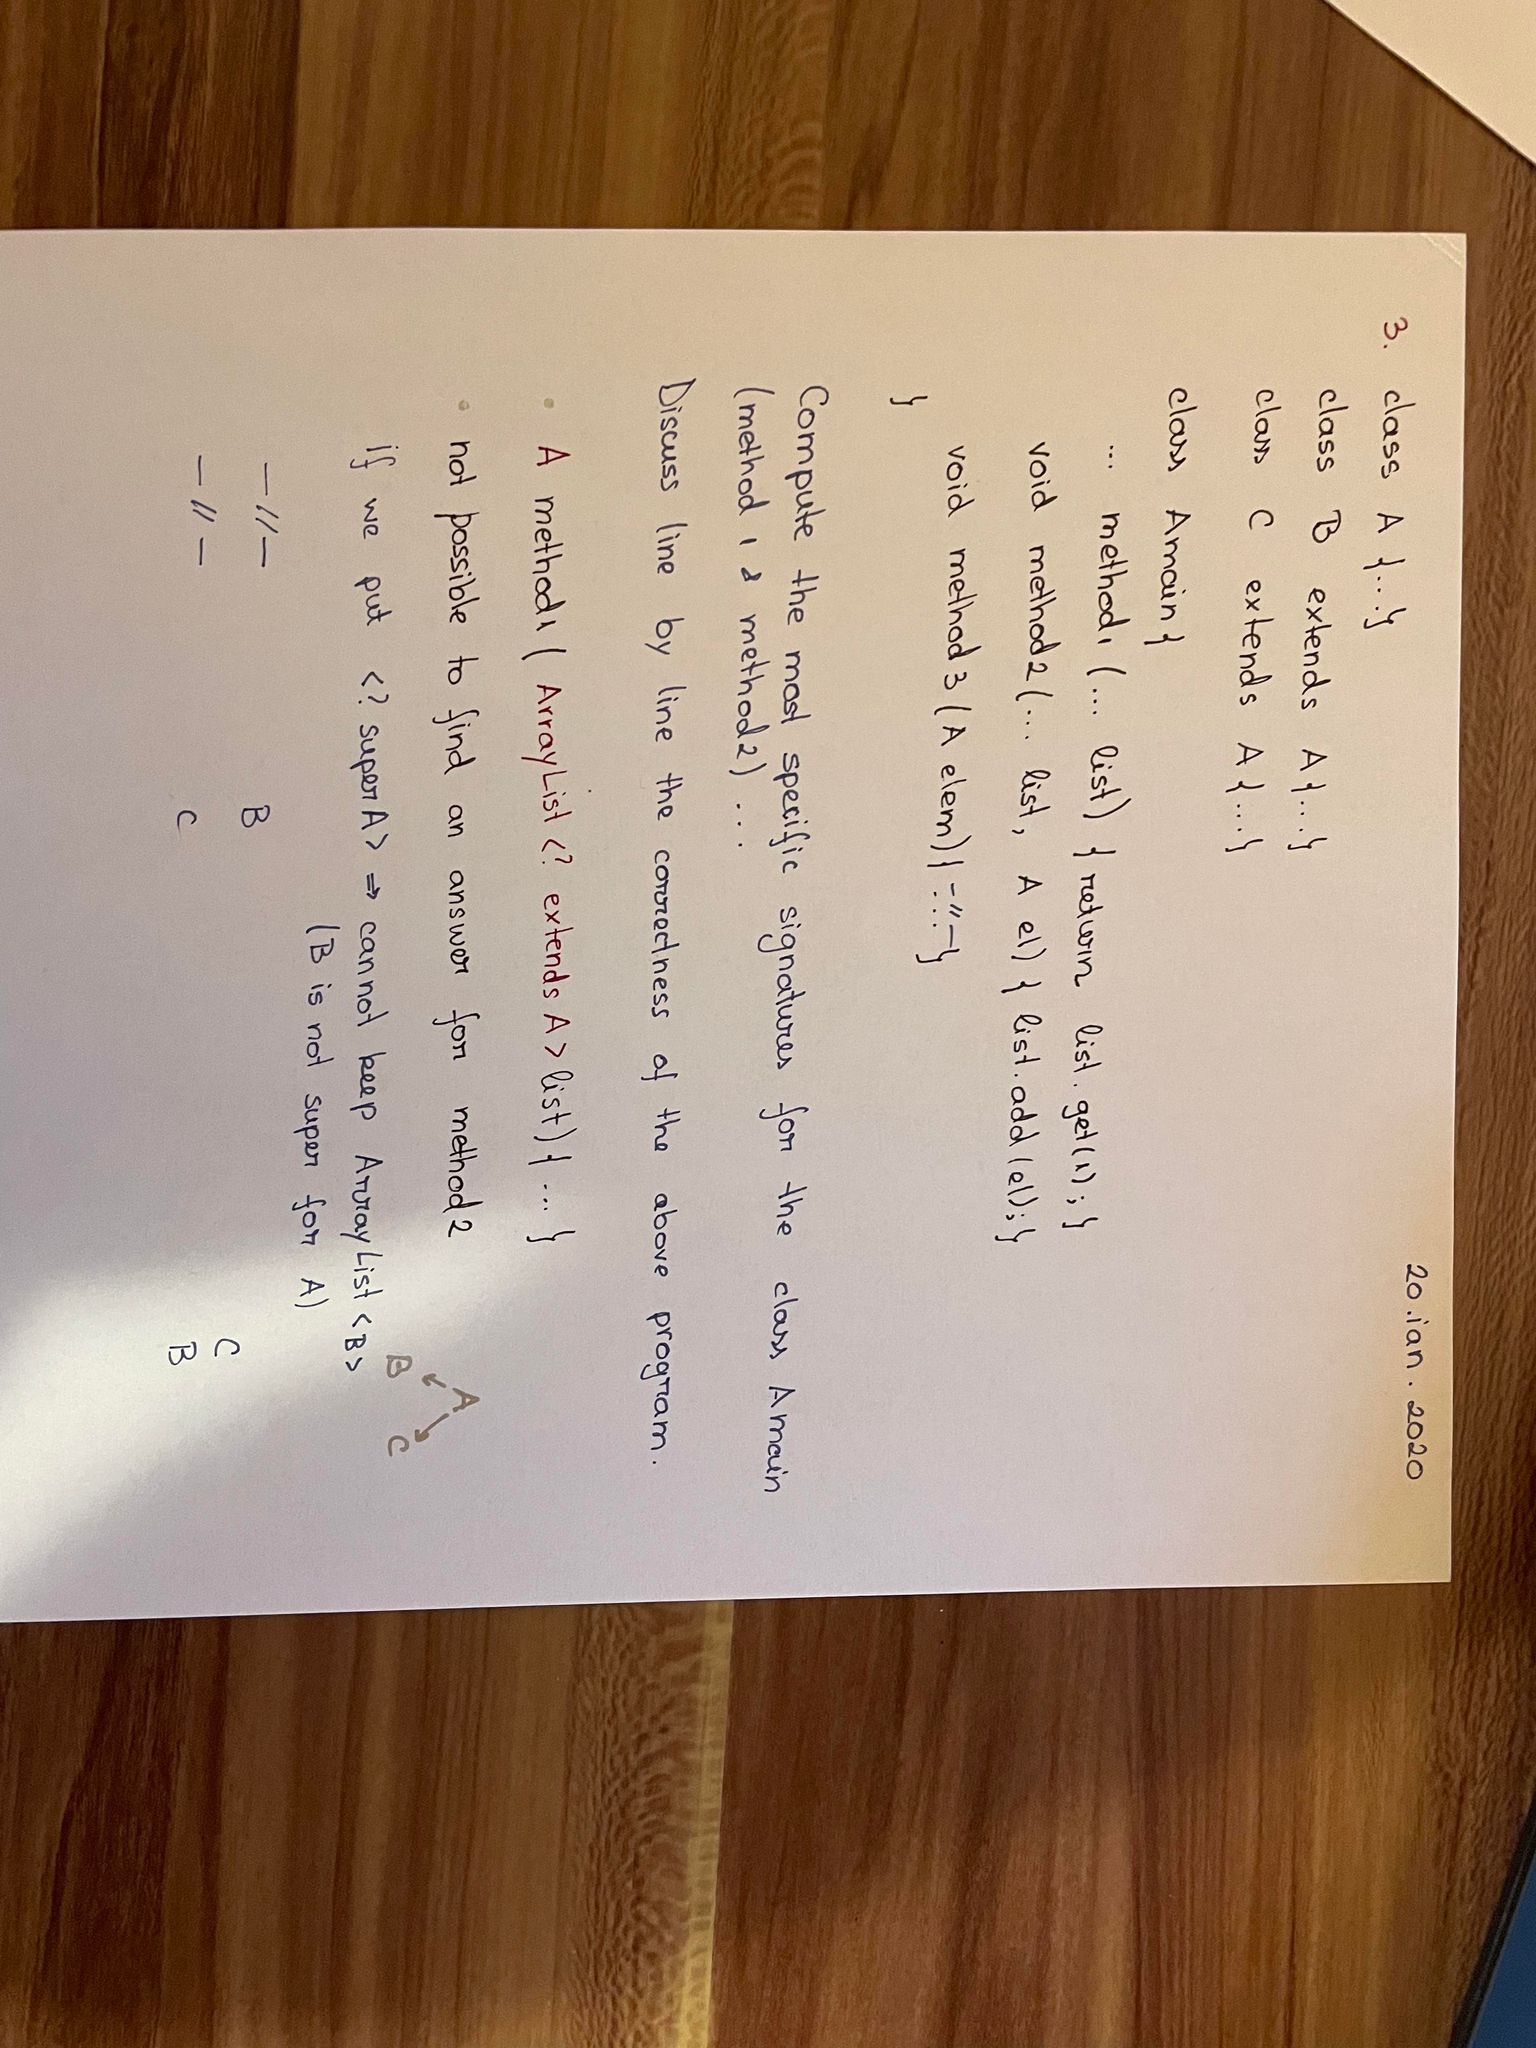 20.ian. 2020
3. class A {...}
class B extends A {...}
class C extends A {...}
class Amain {
... method1 (... list) { return list.get(1); }
void method2 (... list, A el) { list.add(el); }
void method3 (A elem) { -"- ... }
}
Compute the most specific signatures for the class Amain
(method 1 & method2) ...
Discuss line by line the correctness of the above program.
• A method1 ( ArrayList <? extends A> list) { ... }
• not possible to find an answer for method2
A
B C
if we put <? super A> ⇒ cannot keep ArrayList <B>
(B is not super for A)
—//— B C
—//— C B